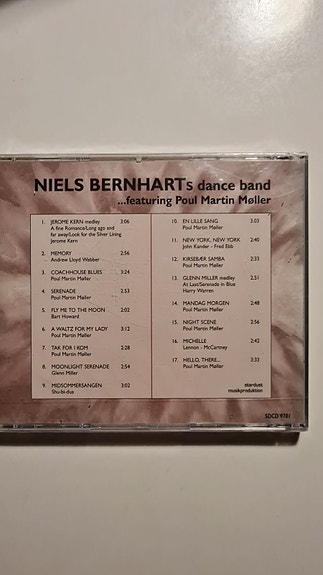 NIELS BERNHARTs dance band
...featuring Poul Martin Møller
1. JEROME KERN medley 3:06
A fine Romance/Long ago and
far away/Look for the Silver Lining
Jerome Kern
2. MEMORY 2:56
Andrew Lloyd Webber
3. COACHHOUSE BLUES 3:24
Poul Martin Møller
4. SERENADE 2:53
Poul Martin Møller
5. FLY ME TO THE MOON 2:02
Bart Howard
6. A WALTZ FOR MY LADY 3:12
Poul Martin Møller
7. TAK FOR I KOM 2:28
Poul Martin Møller
8. MOONLIGHT SERENADE 2:54
Glenn Miller
9. MIDSOMMERSANGEN 3:02
Shu-bi-dua
10. EN LILLE SANG 3:03
Poul Martin Møller
11. NEW YORK, NEW YORK 2:40
John Kander - Fred Ebb
12. KIRSEBÆR SAMBA 2:33
Poul Martin Møller
13. GLENN MILLER medley 2:51
At Last/Serenade in Blue
Harry Warren
14. MANDAG MORGEN 2:48
Poul Martin Møller
15. NIGHT SCENE 2:56
Poul Martin Møller
16. MICHELLE 2:42
Lennon - McCartney
17. HELLO, THERE... 3:33
Poul Martin Møller
stardust
musikproduktion
SDCD 9781